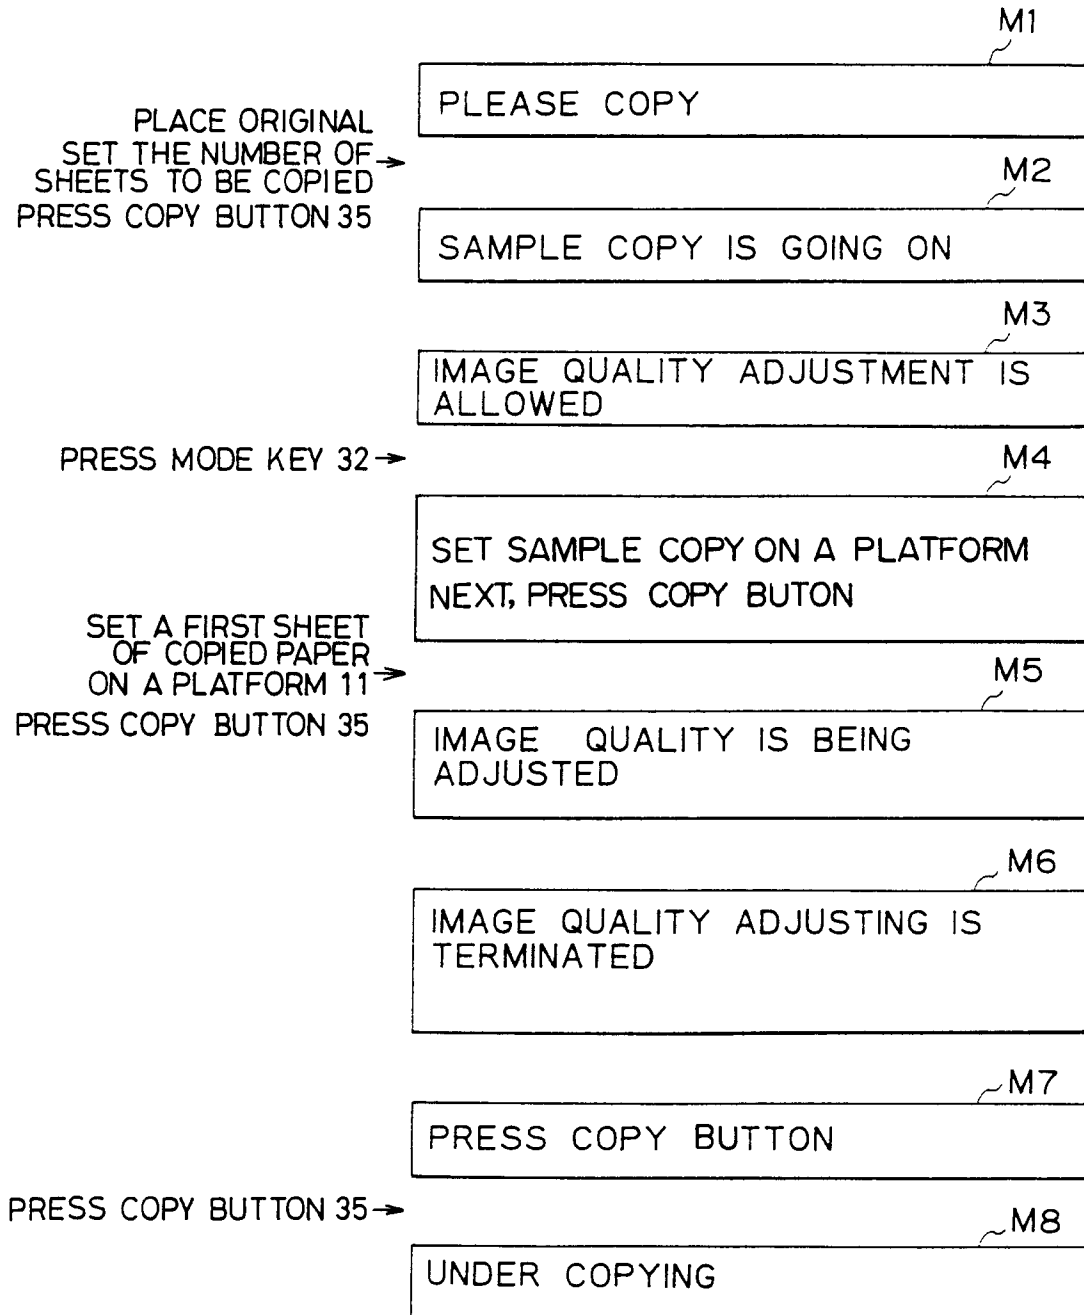 M1
PLEASE COPY
PLACE ORIGINAL
SET THE NUMBER OF
SHEETS TO BE COPIED
PRESS COPY BUTTON 35
M2
SAMPLE COPY IS GOING ON
M3
IMAGE QUALITY ADJUSTMENT IS
ALLOWED
PRESS MODE KEY 32
M4
SET SAMPLE COPY ON A PLATFORM
NEXT, PRESS COPY BUTON
SET A FIRST SHEET
OF COPIED PAPER
ON A PLATFORM 11
PRESS COPY BUTTON 35
M5
IMAGE QUALITY IS BEING
ADJUSTED
M6
IMAGE QUALITY ADJUSTING IS
TERMINATED
M7
PRESS COPY BUTTON
PRESS COPY BUTTON 35
M8
UNDER COPYING